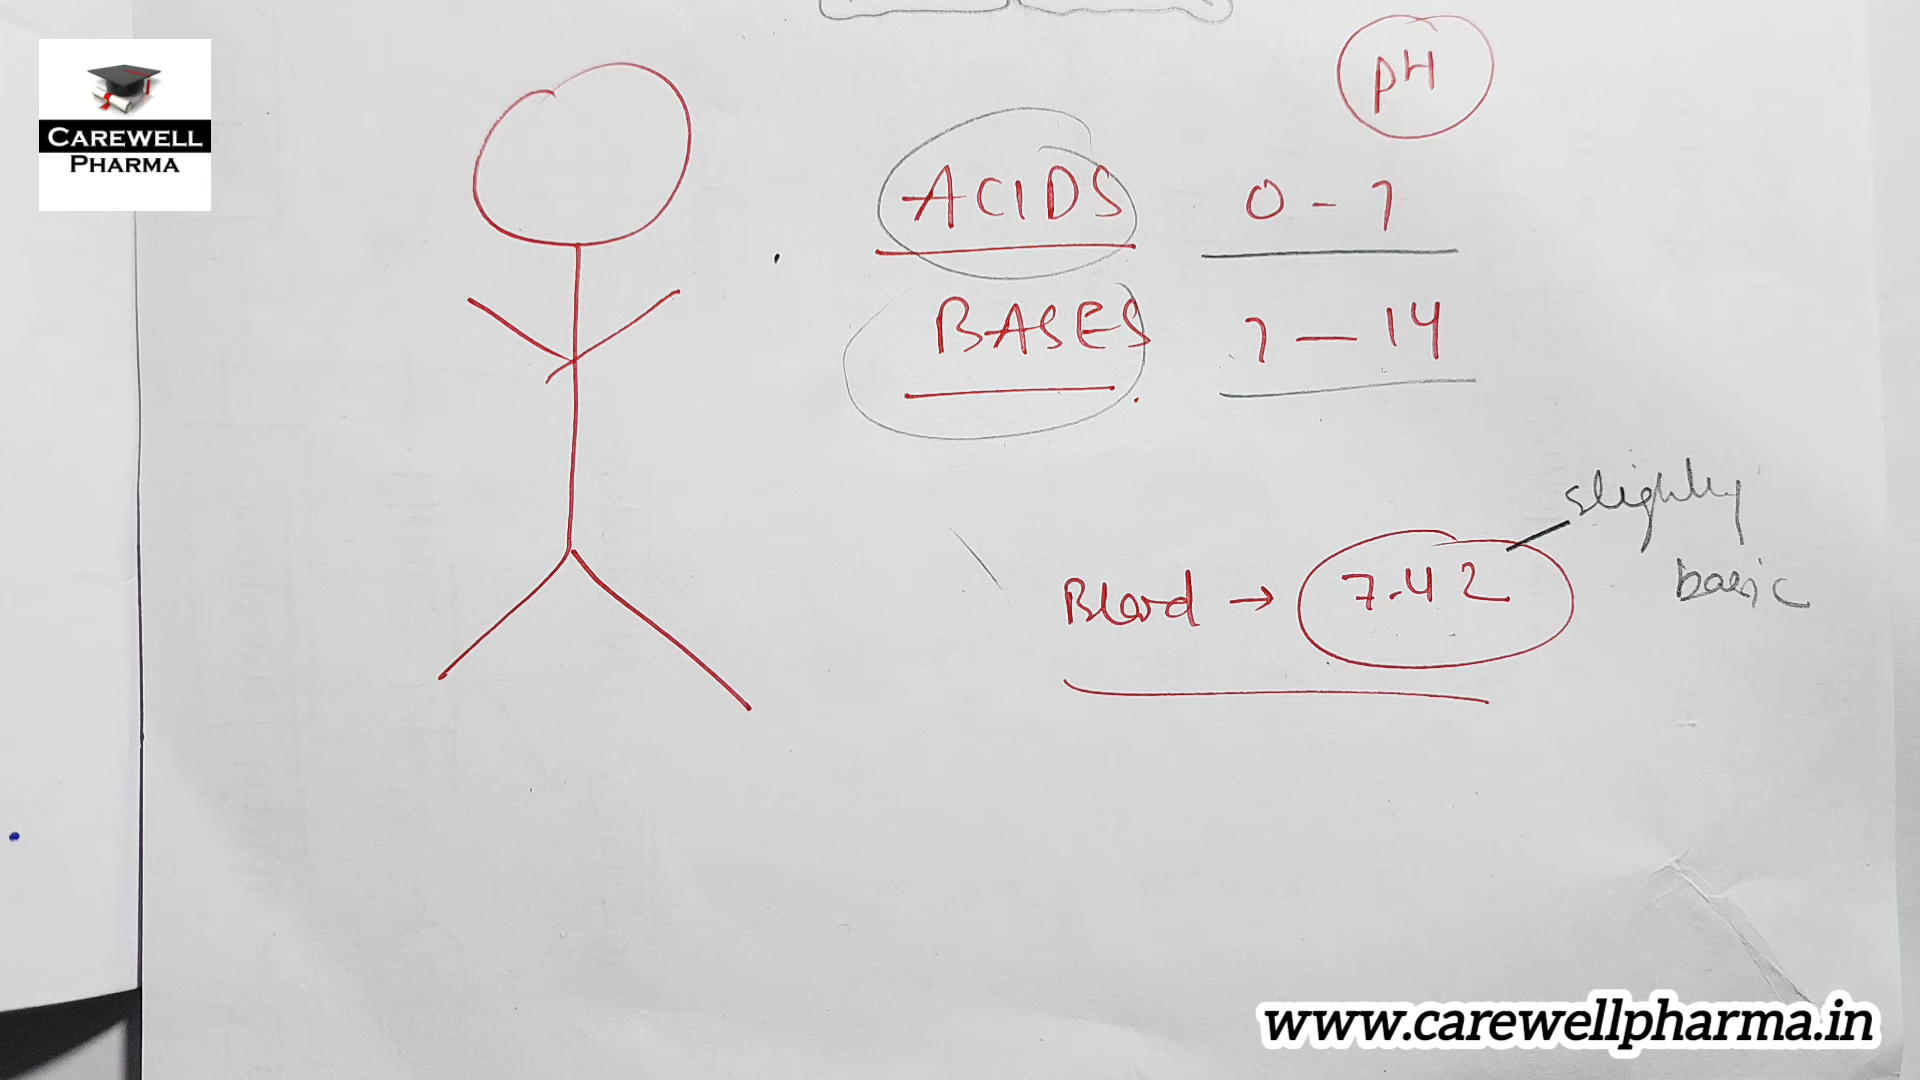 CAREWELL
PHARMA
pH
ACIDS 0 - 7
BASES 7 — 14
slightly
basic
Blood → 7.42
www.carewellpharma.in